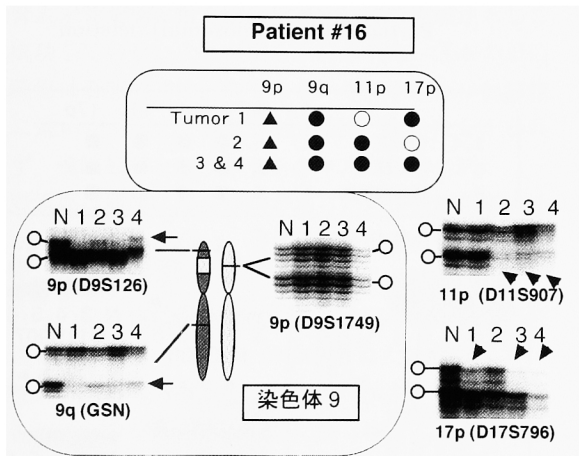 Patient #16
9p 9q 11p 17p
Tumor 1
2
3 & 4
N 1 2 3 4
9p (D9S126)
N 1 2 3 4
9q (GSN)
N 1 2 3 4
9p (D9S1749)
染色体 9
N 1 2 3 4
11p (D11S907)
N 1 2 3 4
17p (D17S796)